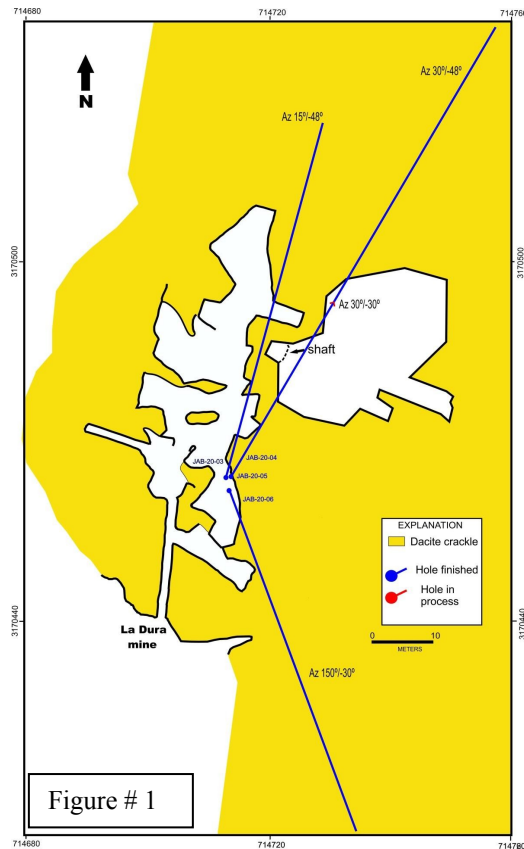 714680
714720
714760
N
Az 30º/-48º
Az 15º/-48º
3170500
3170500
Az 30º/-30º
shaft
JAB-20-03
JAB-20-04
JAB-20-05
JAB-20-06
EXPLANATION
Dacite crackle
Hole finished
Hole in
process
3170440
3170440
La Dura
mine
0 10
METERS
Az 150º/-30º
Figure # 1
714680
714720